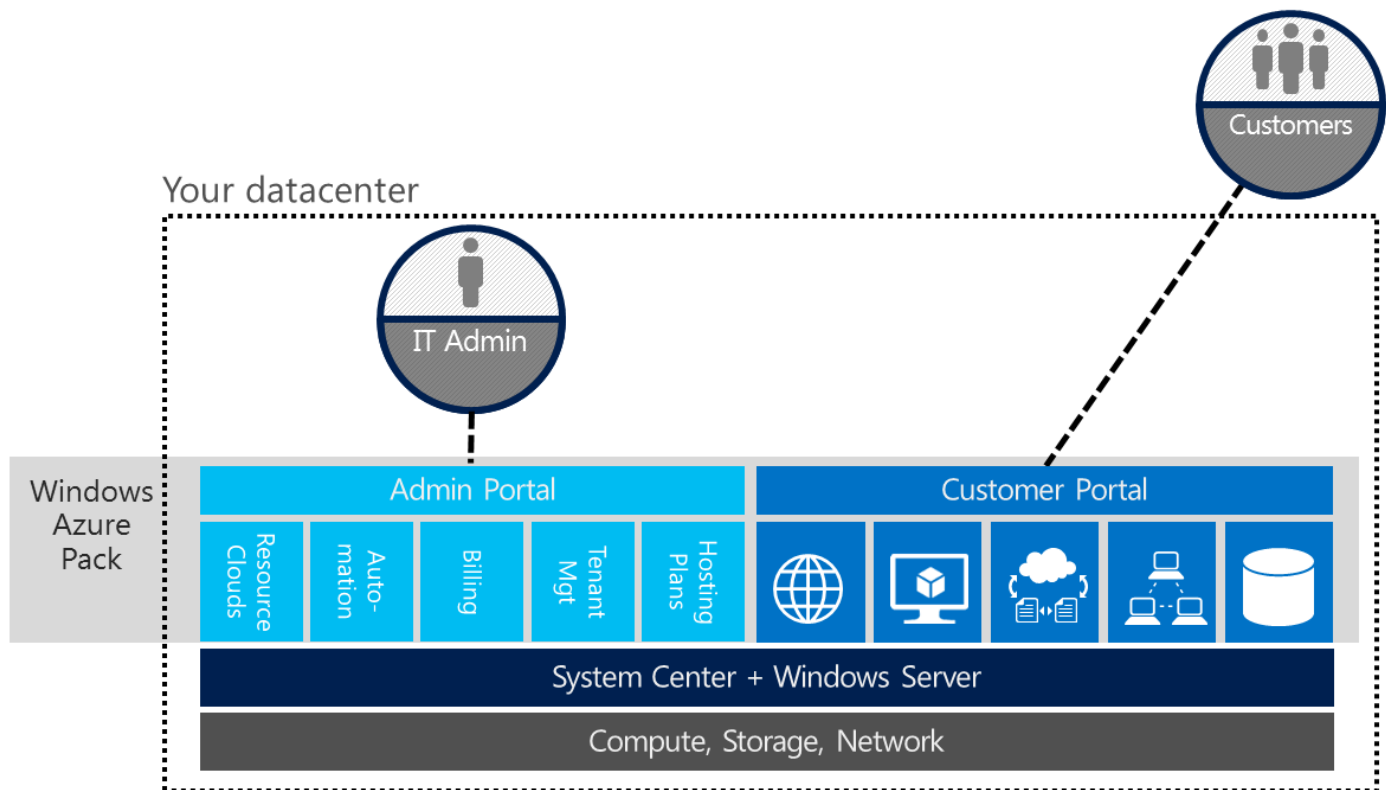 Customers
Your datacenter
IT Admin
Windows
Azure
Pack
Admin Portal
Customer Portal
Resource
Clouds
Auto-
mation
Billing
Tenant
Mgt
Hosting
Plans
System Center + Windows Server
Compute, Storage, Network